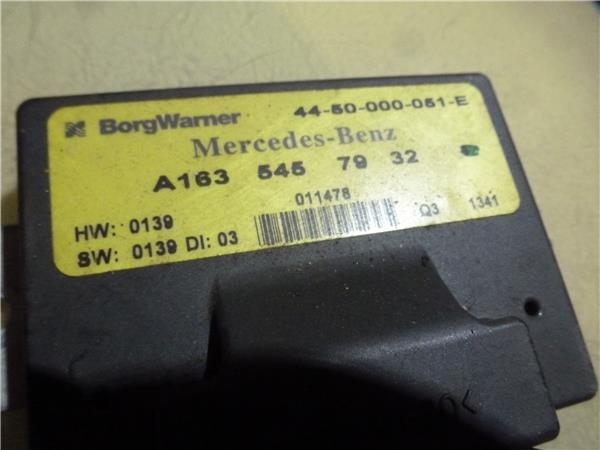 BorgWarner 44-50-000-051-E
Mercedes-Benz
A163 545 79 32
011478
HW: 0139
SW: 0139 DI: 03
Q3 1341